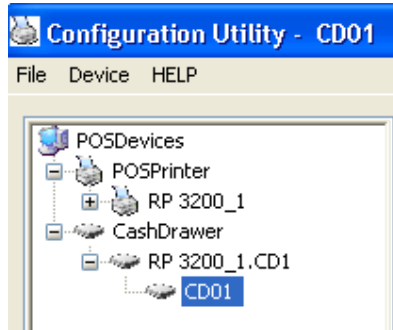 Configuration Utility - CD01
File Device HELP
POSDevices
POSPrinter
RP 3200_1
CashDrawer
RP 3200_1.CD1
CD01